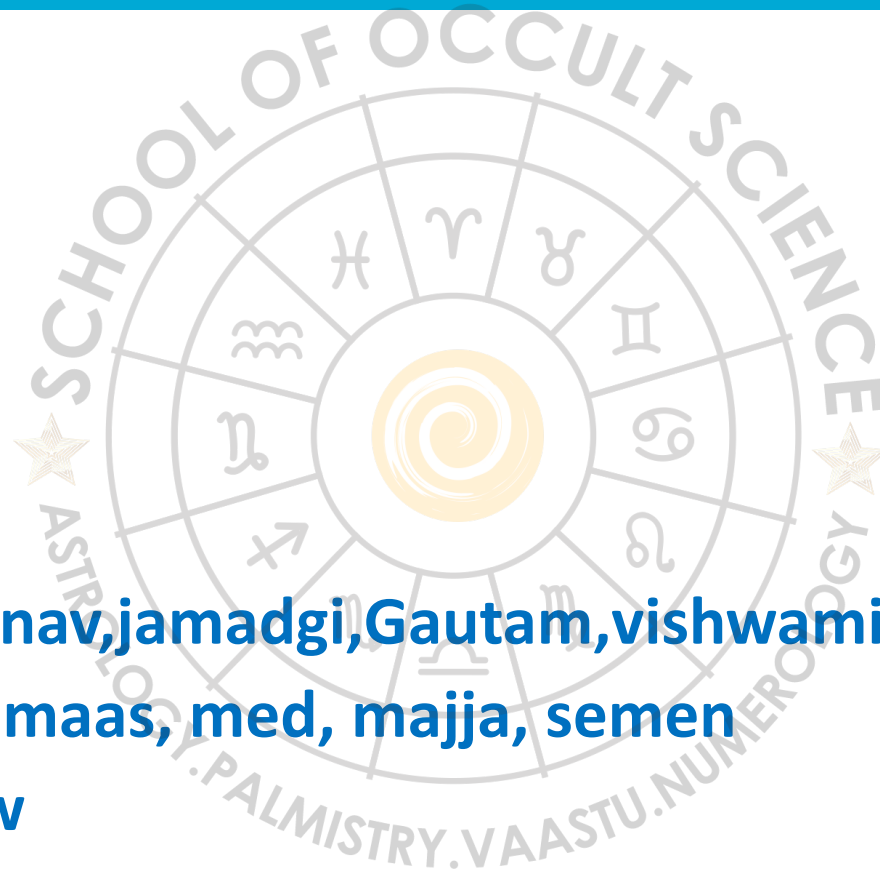 SCHOOL OF OCCULT SCIENCE
nav,jamadgi,Gautam,vishwami
maas, med, majja, semen
ASTROLOGY.PALMISTRY.VAASTU.NUMEROLOGY